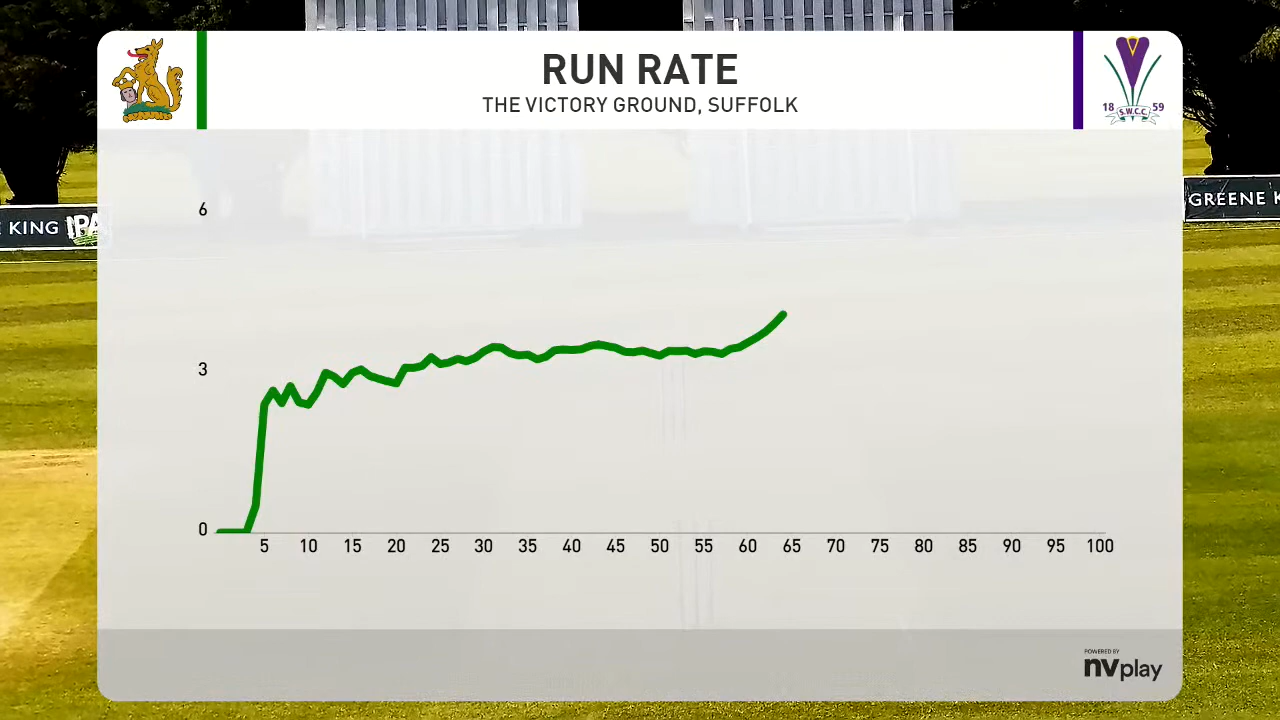 RUN RATE
THE VICTORY GROUND, SUFFOLK
18 59
S.W.C.C.
6
KING IPA
GREENE K
3
0
5 10 15 20 25 30 35 40 45 50 55 60 65 70 75 80 85 90 95 100
POWERED BY
nvplay